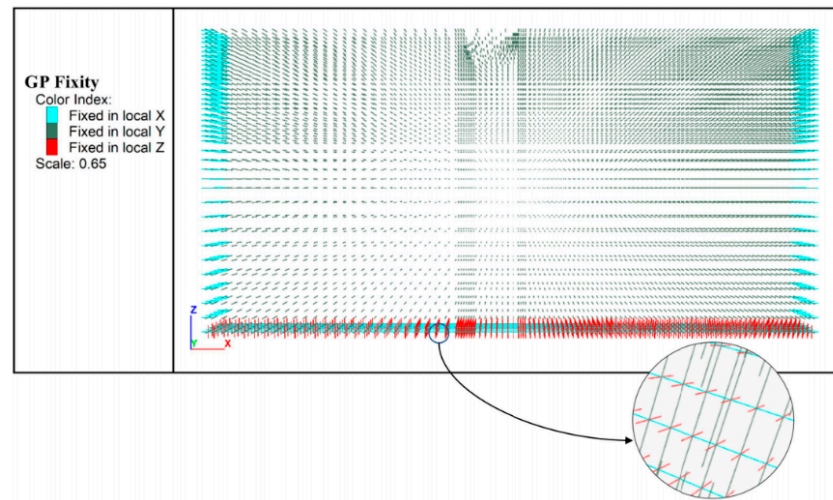 GP Fixity
Color Index:
Fixed in local X
Fixed in local Y
Fixed in local Z
Scale: 0.65
Z
Y
X